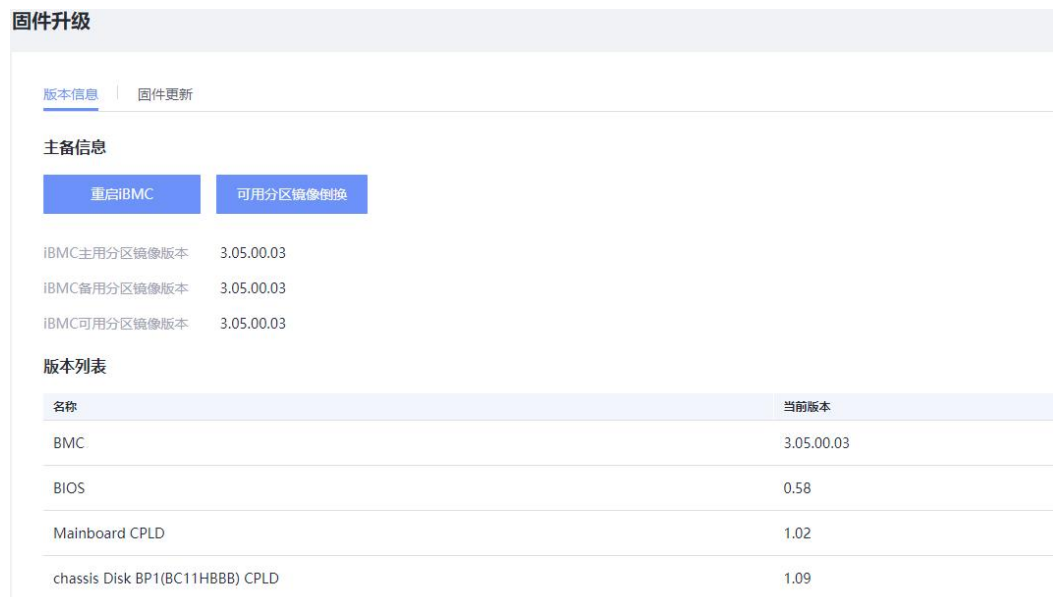 固件升级
版本信息 固件更新
主备信息
重启iBMC 可用分区镜像倒换
iBMC主用分区镜像版本 3.05.00.03
iBMC备用分区镜像版本 3.05.00.03
iBMC可用分区镜像版本 3.05.00.03
版本列表
名称 当前版本
BMC 3.05.00.03
BIOS 0.58
Mainboard CPLD 1.02
chassis Disk BP1(BC11HBBB) CPLD 1.09